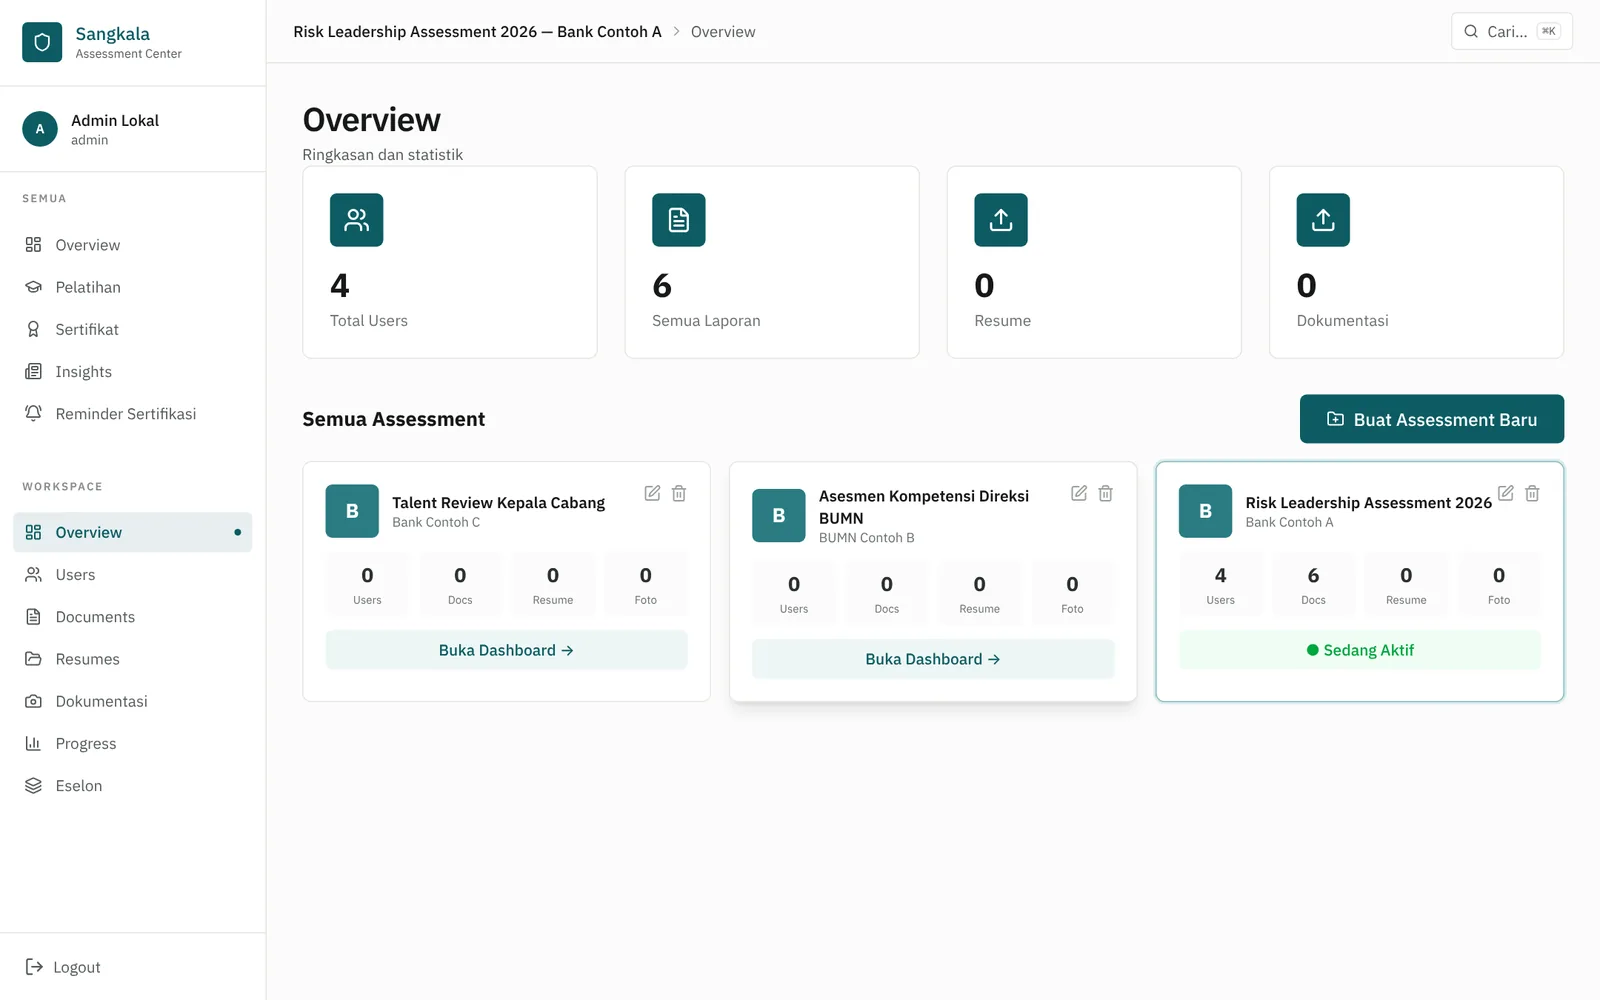 Sangkala
Assessment Center
A
Admin Lokal
admin
SEMUA
Overview
Pelatihan
Sertifikat
Insights
Reminder Sertifikasi
WORKSPACE
Overview
Users
Documents
Resumes
Dokumentasi
Progress
Eselon
Logout
Risk Leadership Assessment 2026 — Bank Contoh A > Overview
Cari... ⌘K
Overview
Ringkasan dan statistik
4
Total Users
6
Semua Laporan
0
Resume
0
Dokumentasi
Semua Assessment
Buat Assessment Baru
B
Talent Review Kepala Cabang
Bank Contoh C
0 0 0 0
Users Docs Resume Foto
Buka Dashboard →
B
Asesmen Kompetensi Direksi
BUMN
BUMN Contoh B
0 0 0 0
Users Docs Resume Foto
Buka Dashboard →
B
Risk Leadership Assessment 2026
Bank Contoh A
4 6 0 0
Users Docs Resume Foto
Sedang Aktif